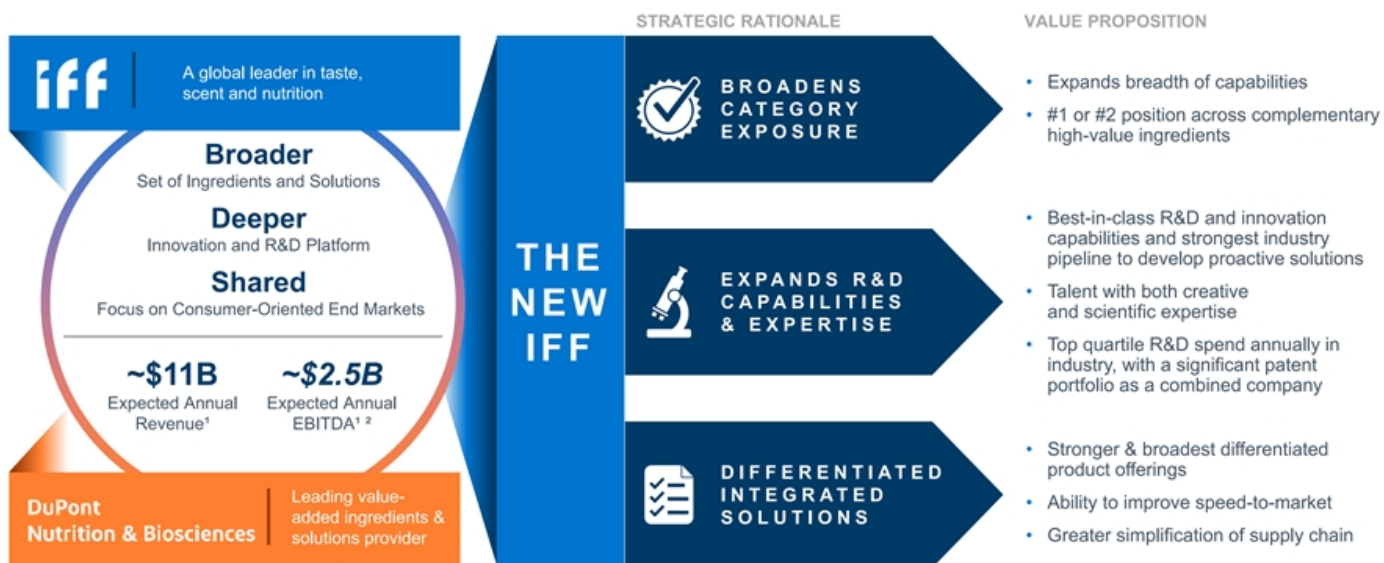 iff
A global leader in taste,
scent and nutrition
Broader
Set of Ingredients and Solutions
Deeper
Innovation and R&D Platform
Shared
Focus on Consumer-Oriented End Markets
~$11B
Expected Annual
Revenue¹
~$2.5B
Expected Annual
EBITDA¹ ²
DuPont
Nutrition & Biosciences
Leading value-
added ingredients &
solutions provider
THE
NEW
IFF
STRATEGIC RATIONALE
BROADENS
CATEGORY
EXPOSURE
EXPANDS R&D
CAPABILITIES
& EXPERTISE
DIFFERENTIATED
INTEGRATED
SOLUTIONS
VALUE PROPOSITION
• Expands breadth of capabilities
• #1 or #2 position across complementary
high-value ingredients
• Best-in-class R&D and innovation
capabilities and strongest industry
pipeline to develop proactive solutions
• Talent with both creative
and scientific expertise
• Top quartile R&D spend annually in
industry, with a significant patent
portfolio as a combined company
• Stronger & broadest differentiated
product offerings
• Ability to improve speed-to-market
• Greater simplification of supply chain